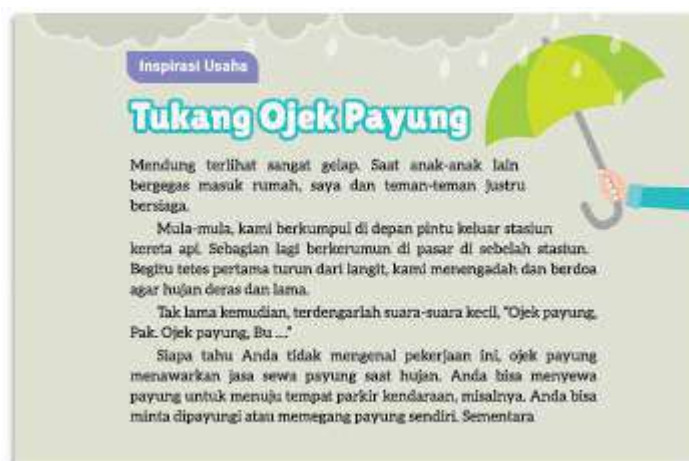 Inspirasi Usaha
Tukang Ojek Payung
Mendung terlihat sangat gelap. Saat anak-anak lain
bergegas masuk rumah, saya dan teman-teman justru
bersiaga.
Mula-mula, kami berkumpul di depan pintu keluar stasiun
kereta api. Sebagian lagi berkerumun di pasar di sebelah stasiun.
Begitu tetes pertama turun dari langit, kami menengadah dan berdoa
agar hujan deras dan lama.
Tak lama kemudian, terdengarlah suara-suara kecil, "Ojek payung,
Pak. Ojek payung, Bu ...."
Siapa tahu Anda tidak mengenal pekerjaan ini, ojek payung
menawarkan jasa sewa payung saat hujan. Anda bisa menyewa
payung untuk menuju tempat parkir kendaraan, misalnya. Anda bisa
minta dipayungi atau memegang payung sendiri. Sementara